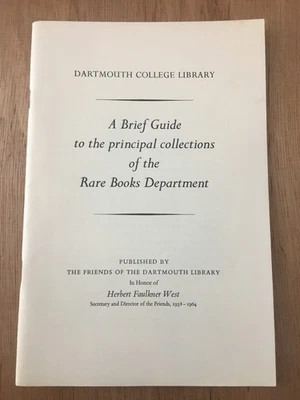 DARTMOUTH COLLEGE LIBRARY
A Brief Guide
to the principal collections
of the
Rare Books Department
PUBLISHED BY
THE FRIENDS OF THE DARTMOUTH LIBRARY
In Honor of
Herbert Faulkner West
Secretary and Director of the Friends, 1938–1964